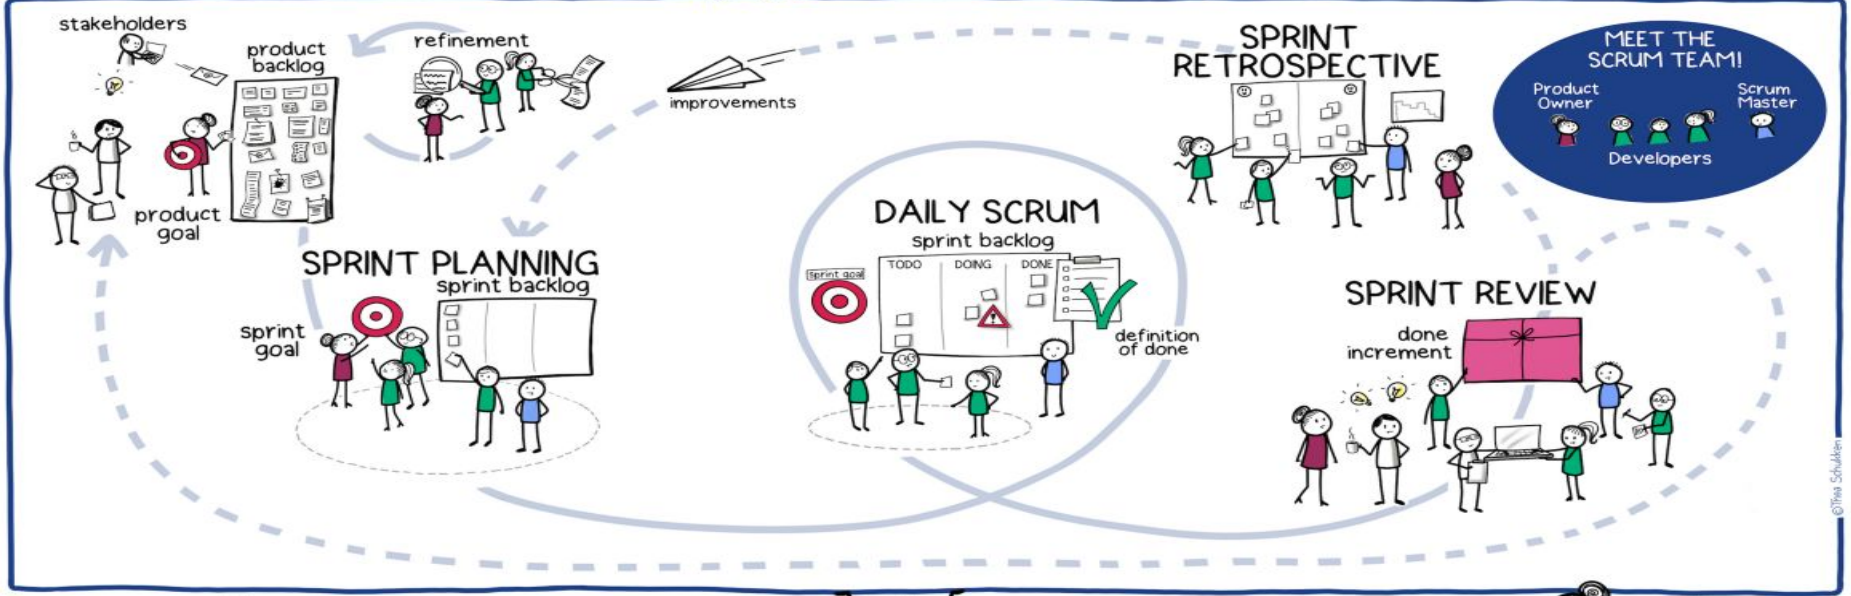 stakeholders
product
backlog
product
goal
refinement
improvements
SPRINT PLANNING
sprint backlog
sprint
goal
DAILY SCRUM
sprint backlog
sprint goal
TODO DOING DONE
definition
of done
SPRINT
RETROSPECTIVE
SPRINT REVIEW
done
increment
MEET THE
SCRUM TEAM!
Product
Owner
Scrum
Master
Developers